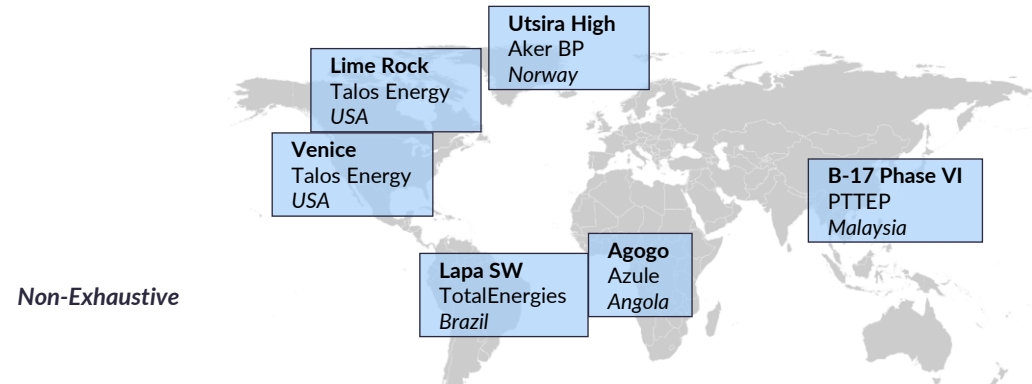 Utsira High
Aker BP
Norway
Lime Rock
Talos Energy
USA
Venice
Talos Energy
USA
B-17 Phase VI
PTTEP
Malaysia
Agogo
Azule
Angola
Lapa SW
TotalEnergies
Brazil
Non-Exhaustive